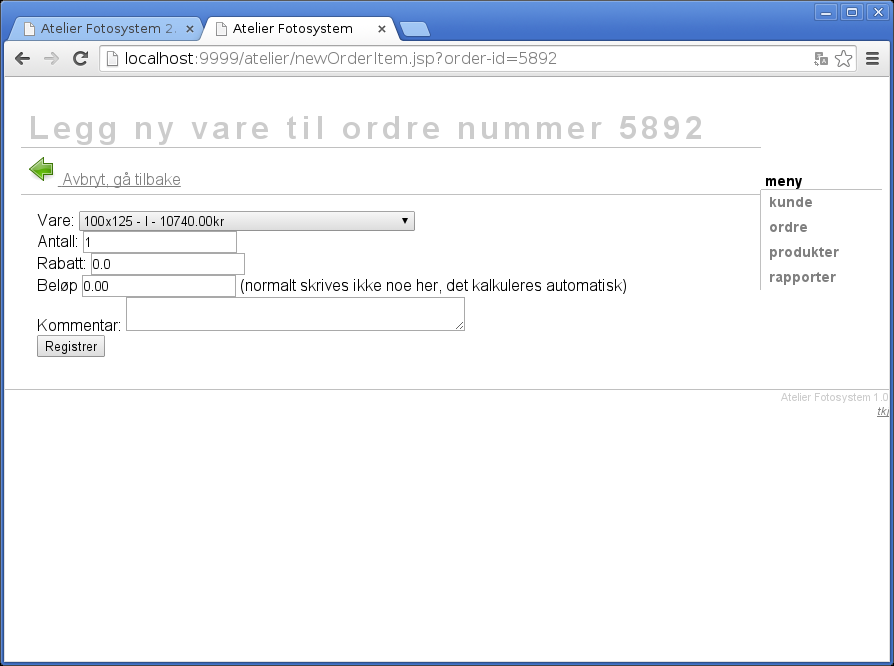 Atelier Fotosystem 2.
Atelier Fotosystem
localhost:9999/atelier/newOrderItem.jsp?order-id=5892
Legg ny vare til ordre nummer 5892
Avbryt, gå tilbake
meny
kunde
ordre
produkter
rapporter
Vare: 100x125 - I - 10740.00kr
Antall: 1
Rabatt: 0.0
Beløp 0.00 (normalt skrives ikke noe her, det kalkuleres automatisk)
Kommentar:
Registrer
Atelier Fotosystem 1.0